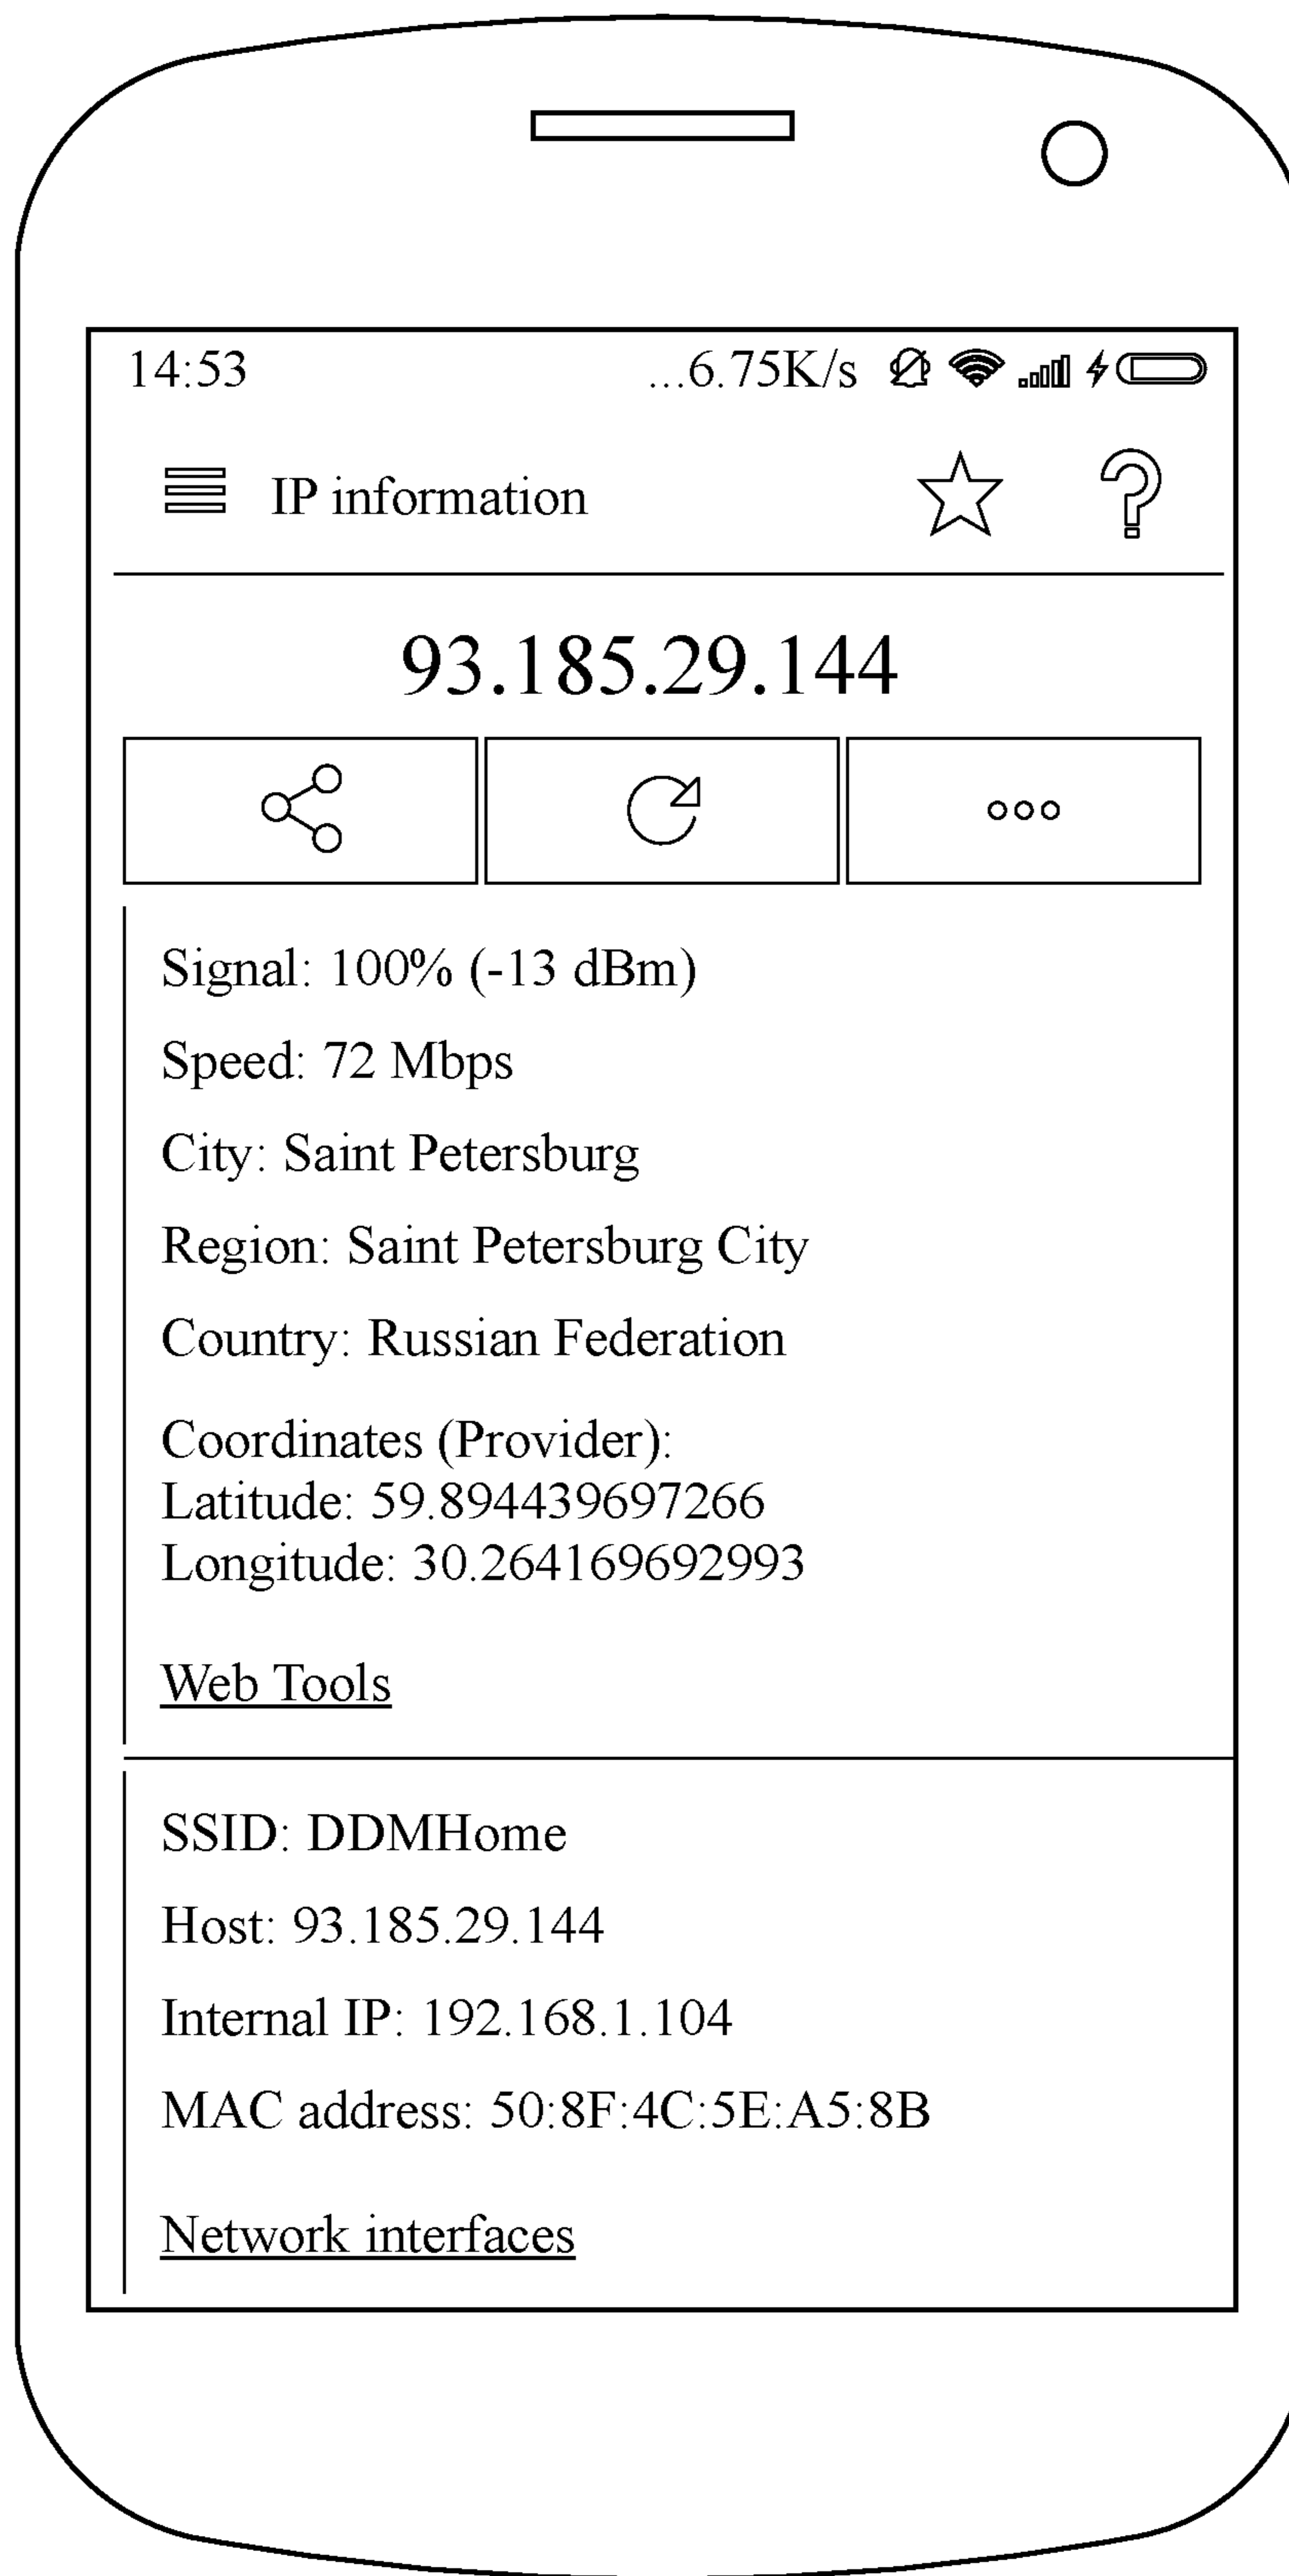 14:53 ...6.75K/s
IP information
93.185.29.144
Signal: 100% (-13 dBm)
Speed: 72 Mbps
City: Saint Petersburg
Region: Saint Petersburg City
Country: Russian Federation
Coordinates (Provider):
Latitude: 59.894439697266
Longitude: 30.264169692993
Web Tools
SSID: DDMHome
Host: 93.185.29.144
Internal IP: 192.168.1.104
MAC address: 50:8F:4C:5E:A5:8B
Network interfaces